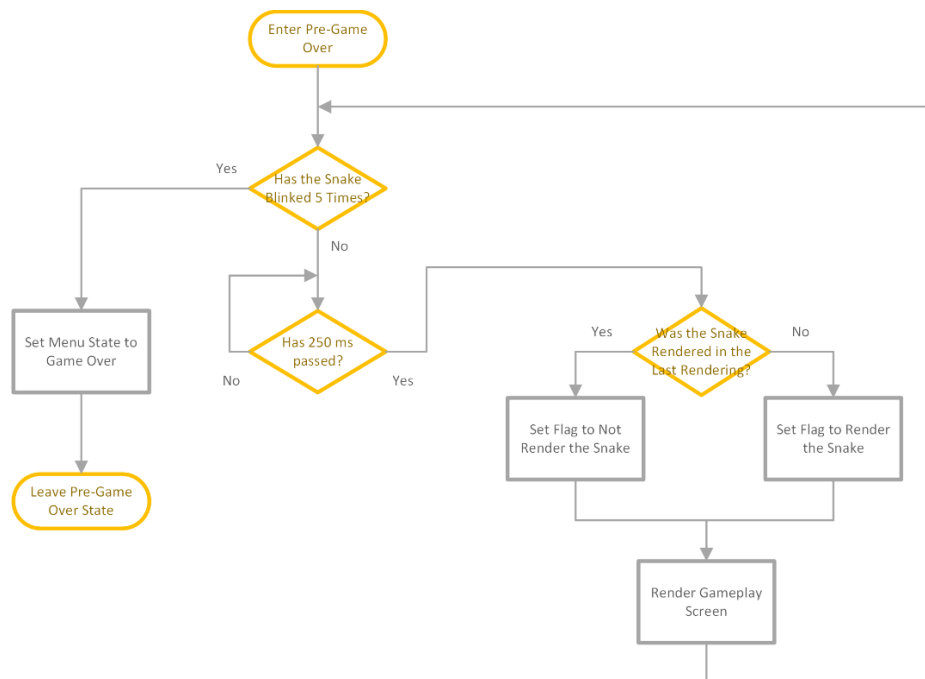 Enter Pre-Game
Over
Yes
Has the Snake
Blinked 5 Times?
No
Set Menu State to
Game Over
Has 250 ms
passed?
No
Yes
Yes
Was the Snake
Rendered in the
Last Rendering?
No
Set Flag to Not
Render the Snake
Set Flag to Render
the Snake
Leave Pre-Game
Over State
Render Gameplay
Screen